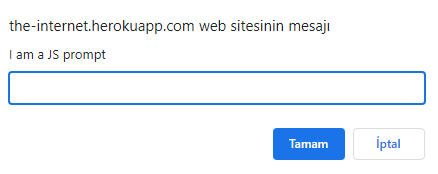 the-internet.herokuapp.com web sitesinin mesajı
I am a JS prompt
Tamam
İptal